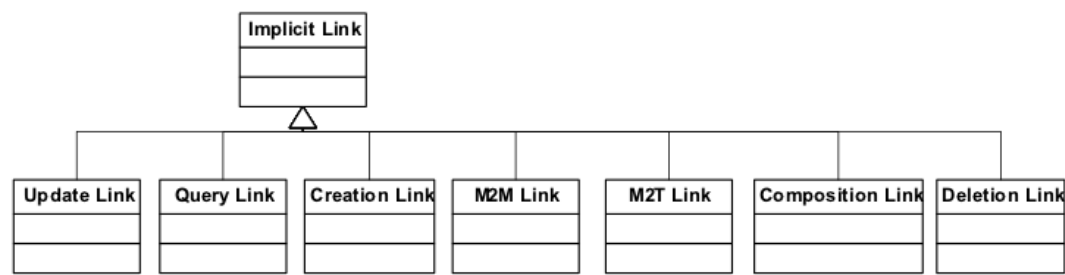 Implicit Link
Update Link
Query Link
Creation Link
M2M Link
M2T Link
Composition Link
Deletion Link